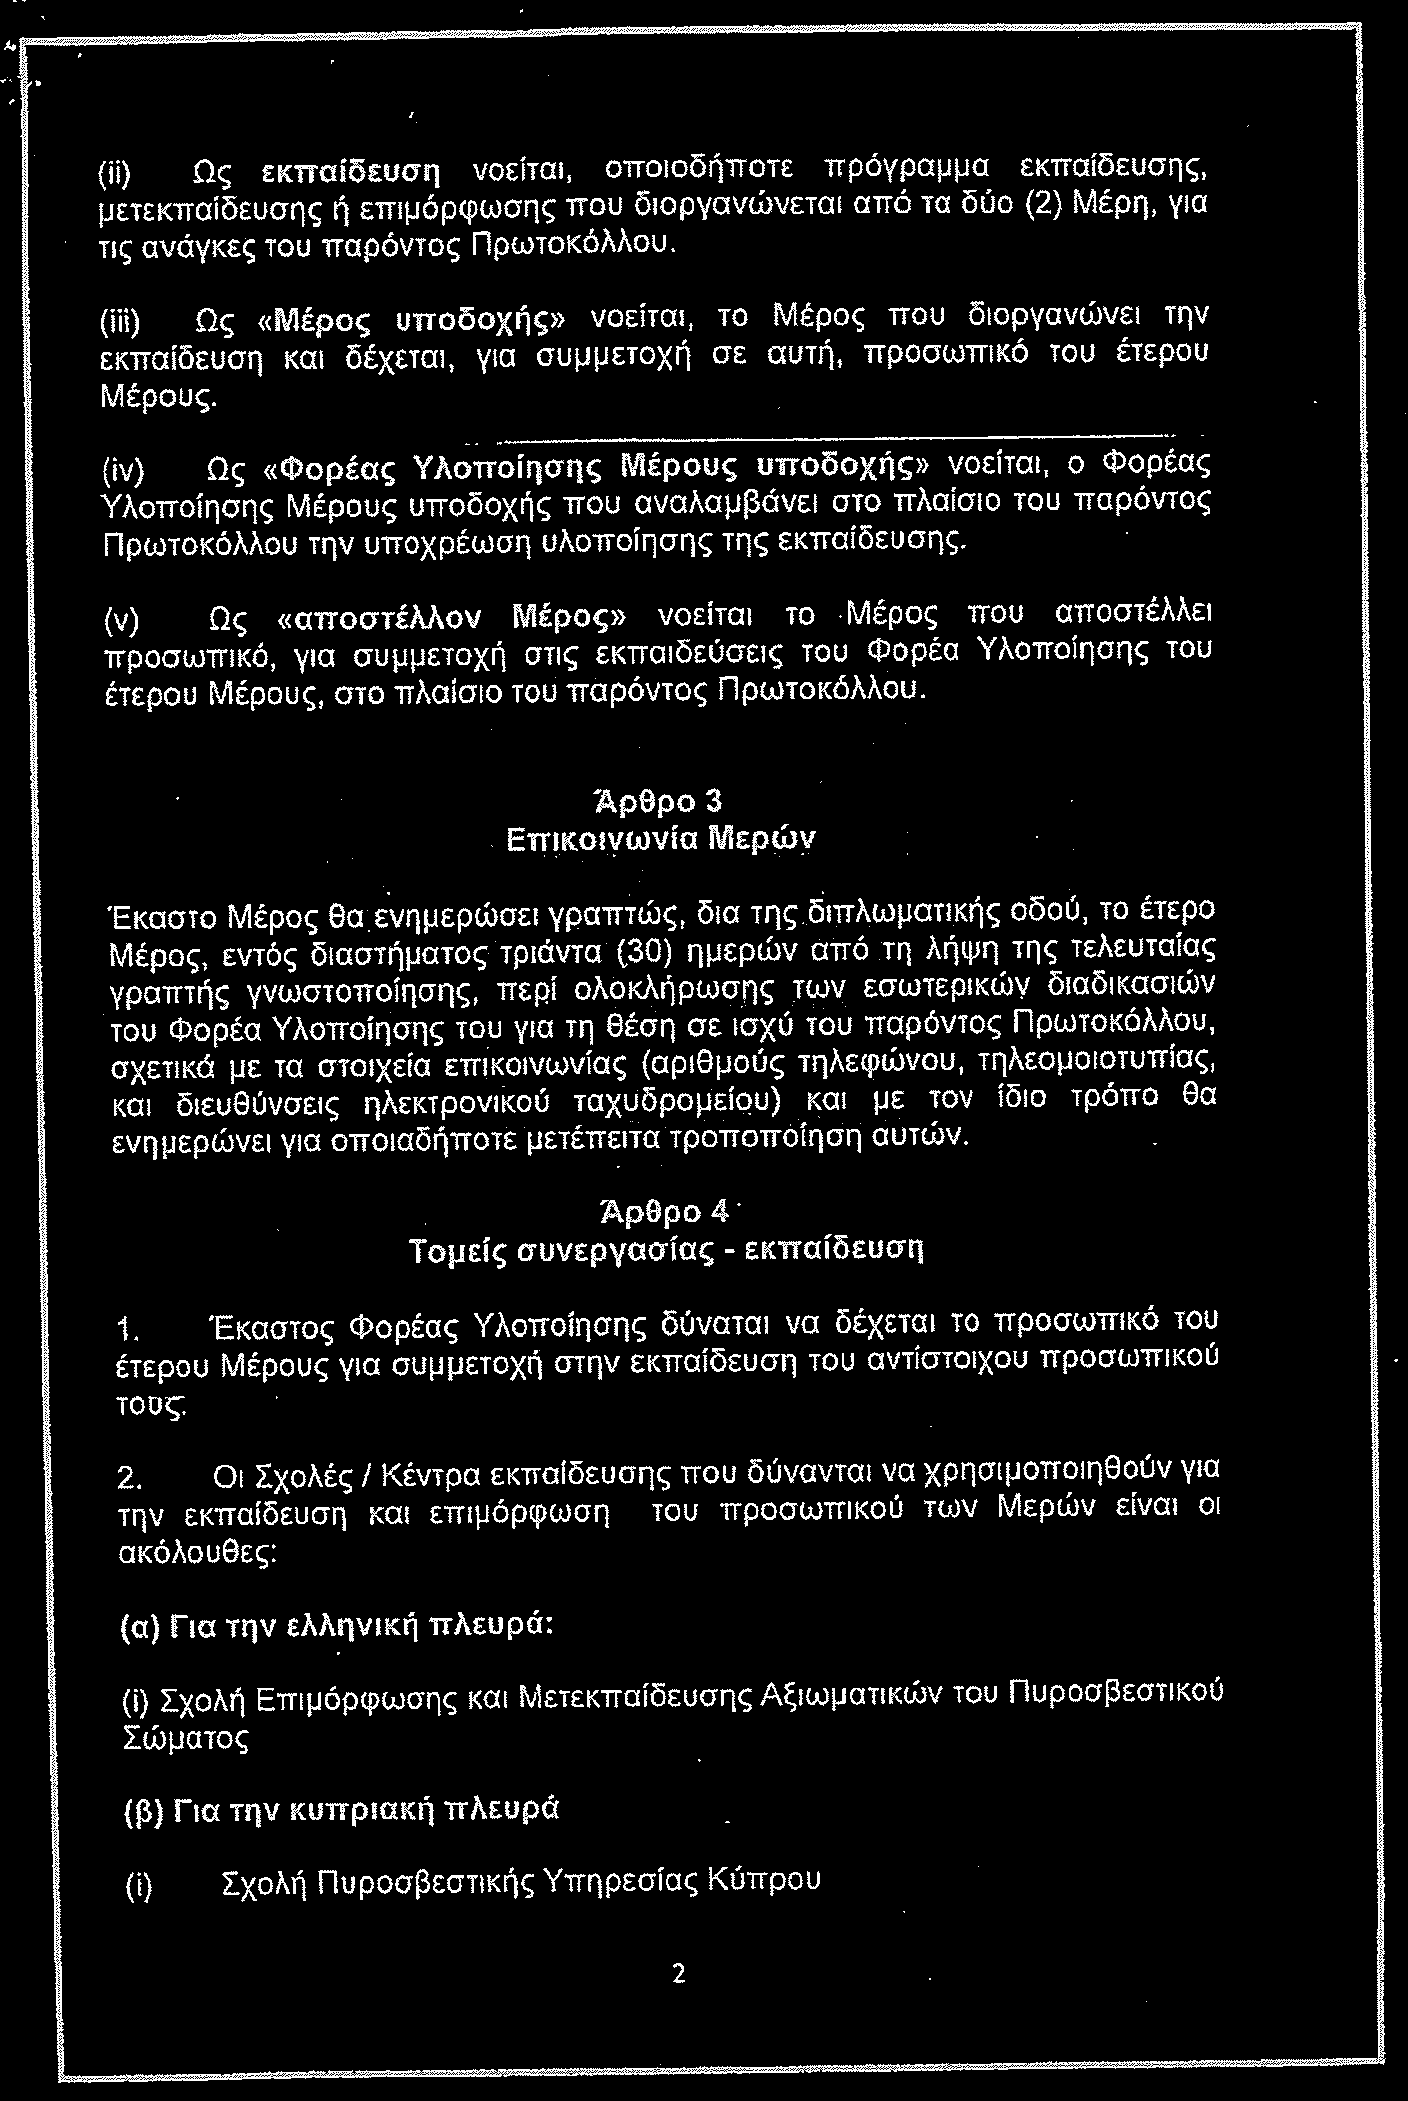 (ii) Ως εκπαίδευση νοείται, οποιοδήποτε πρόγραμμα εκπαίδευσης,
μετεκπαίδευσης ή επιμόρφωσης που διοργανώνεται από τα δύο (2) Μέρη, για
τις ανάγκες του παρόντος Πρωτοκόλλου.
(iii) Ως «Μέρος υποδοχής» νοείται, το Μέρος που διοργανώνει την
εκπαίδευση και δέχεται, για συμμετοχή σε αυτή, προσωπικό του έτερου
Μέρους.
(iv) Ως «Φορέας Υλοποίησης Μέρους υποδοχής» νοείται, ο Φορέας
Υλοποίησης Μέρους υποδοχής που αναλαμβάνει στο πλαίσιο του παρόντος
Πρωτοκόλλου την υποχρέωση υλοποίησης της εκπαίδευσης.
(v) Ως «αποστέλλον Μέρος» νοείται το Μέρος που αποστέλλει
προσωπικό, για συμμετοχή στις εκπαιδεύσεις του Φορέα Υλοποίησης του
έτερου Μέρους, στο πλαίσιο του παρόντος Πρωτοκόλλου.
Άρθρο 3
Επικοινωνία Μερών
Έκαστο Μέρος θα ενημερώσει γραπτώς, δια της διπλωματικής οδού, το έτερο
Μέρος, εντός διαστήματος τριάντα (30) ημερών από τη λήψη της τελευταίας
γραπτής γνωστοποίησης, περί ολοκλήρωσης των εσωτερικών διαδικασιών
του Φορέα Υλοποίησης του για τη θέση σε ισχύ του παρόντος Πρωτοκόλλου,
σχετικά με τα στοιχεία επικοινωνίας (αριθμούς τηλεφώνου, τηλεομοιοτυπίας,
και διευθύνσεις ηλεκτρονικού ταχυδρομείου) και με τον ίδιο τρόπο θα
ενημερώνει για οποιαδήποτε μετέπειτα τροποποίηση αυτών.
Άρθρο 4
Τομείς συνεργασίας - εκπαίδευση
1. Έκαστος Φορέας Υλοποίησης δύναται να δέχεται το προσωπικό του
έτερου Μέρους για συμμετοχή στην εκπαίδευση του αντίστοιχου προσωπικού
τους.
2. Οι Σχολές / Κέντρα εκπαίδευσης που δύνανται να χρησιμοποιηθούν για
την εκπαίδευση και επιμόρφωση του προσωπικού των Μερών είναι οι
ακόλουθες:
(α) Για την ελληνική πλευρά:
(i) Σχολή Επιμόρφωσης και Μετεκπαίδευσης Αξιωματικών του Πυροσβεστικού
Σώματος
(β) Για την κυπριακή πλευρά
(i) Σχολή Πυροσβεστικής Υπηρεσίας Κύπρου
2